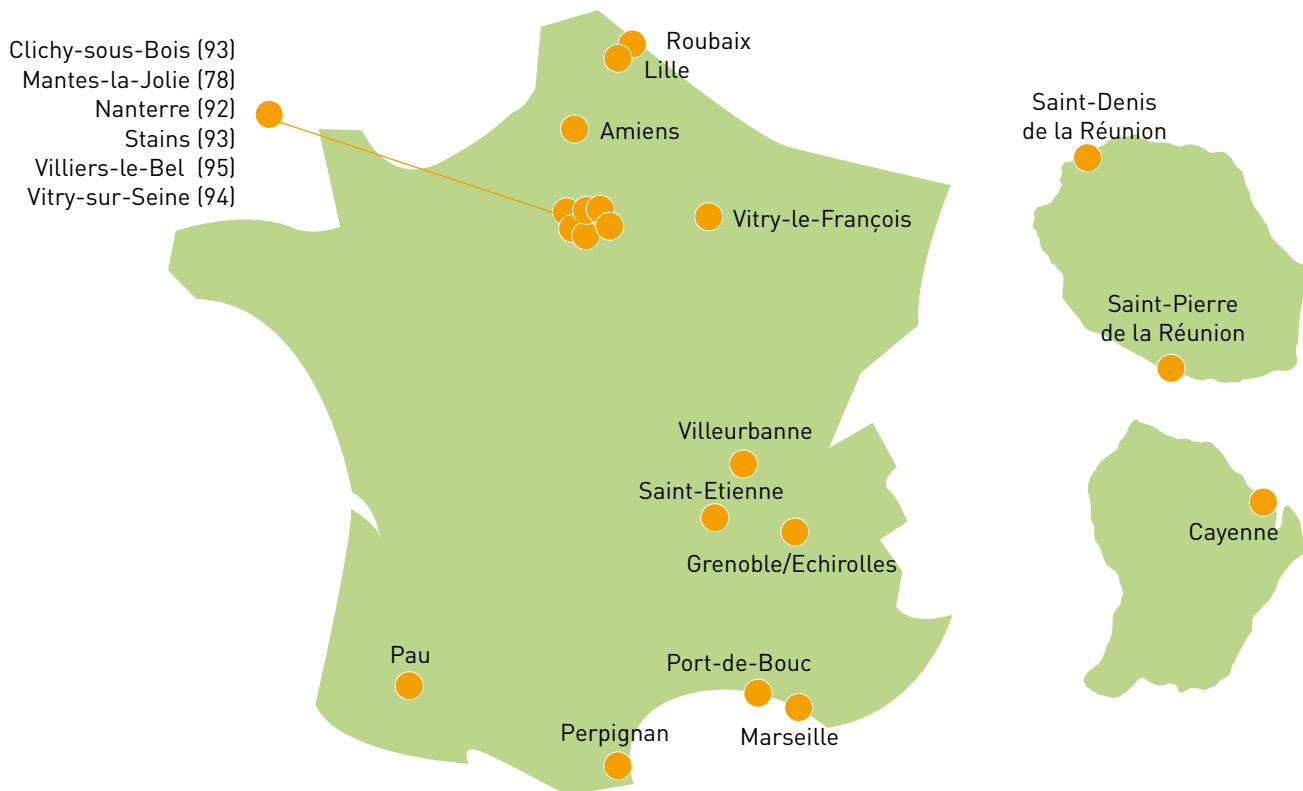 Clichy-sous-Bois (93)
Mantes-la-Jolie (78)
Nanterre (92)
Stains (93)
Villiers-le-Bel (95)
Vitry-sur-Seine (94)
Roubaix
Lille
Amiens
Vitry-le-François
Villeurbanne
Saint-Etienne
Grenoble/Echirolles
Pau
Port-de-Bouc
Perpignan
Marseille
Saint-Denis
de la Réunion
Saint-Pierre
de la Réunion
Cayenne